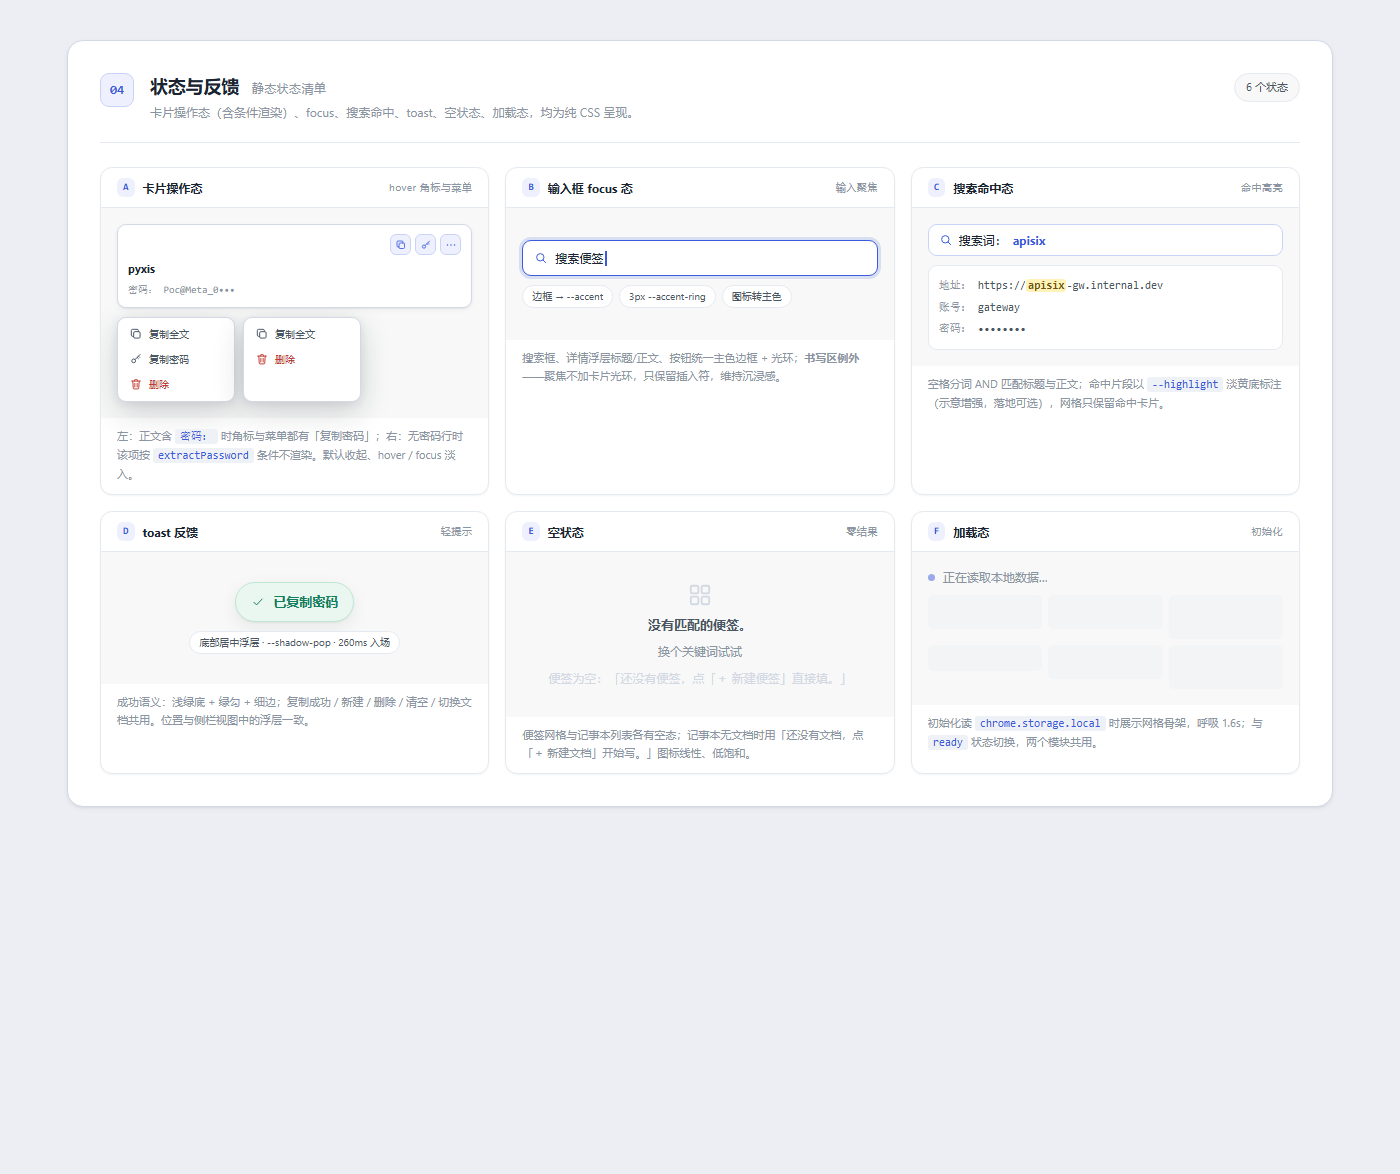 04
状态与反馈 静态状态清单
6 个状态
卡片操作态（含条件渲染）、focus、搜索命中、toast、空状态、加载态，均为纯 CSS 呈现。
A 卡片操作态 hover 角标与菜单
pyxis
密码： Poc@Meta_0•••
复制全文
复制密码
删除
复制全文
删除
左：正文含 密码： 时角标与菜单都有「复制密码」；右：无密码行时
该项按 extractPassword 条件不渲染。默认收起、hover / focus 淡
入。
B 输入框 focus 态 输入聚焦
搜索便签
边框 → --accent 3px --accent-ring 图标转主色
搜索框、详情浮层标题/正文、按钮统一主色边框 + 光环；书写区例外
——聚焦不加卡片光环，只保留插入符，维持沉浸感。
C 搜索命中态 命中高亮
搜索词： apisix
地址： https://apisix-gw.internal.dev
账号： gateway
密码： ••••••••
空格分词 AND 匹配标题与正文；命中片段以 --highlight 淡黄底标注
（示意增强，落地可选），网格只保留命中卡片。
D toast 反馈 轻提示
已复制密码
底部居中浮层 · --shadow-pop · 260ms 入场
成功语义：浅绿底 + 绿勾 + 细边；复制成功 / 新建 / 删除 / 清空 / 切换文
档共用。位置与侧栏视图中的浮层一致。
E 空状态 零结果
没有匹配的便签。
换个关键词试试
便签为空：「还没有便签，点「 + 新建便签」直接填。」
便签网格与记事本列表各有空态；记事本无文档时用「还没有文档，点
「 + 新建文档」开始写。」图标线性、低饱和。
F 加载态 初始化
正在读取本地数据...
初始化读 chrome.storage.local 时展示网格骨架，呼吸 1.6s；与
ready 状态切换，两个模块共用。